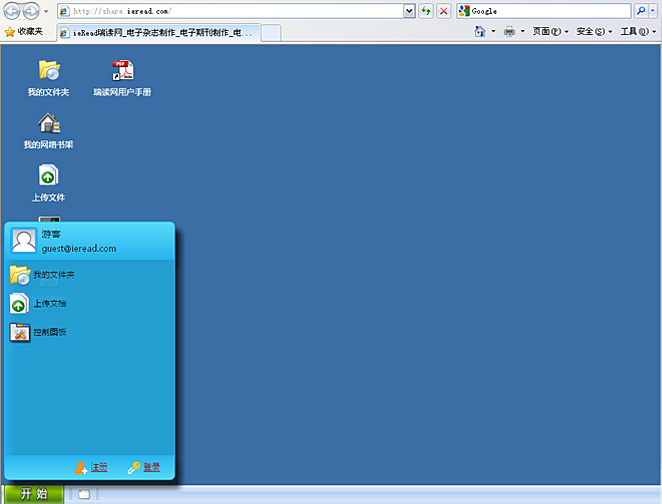 http://share.ieread.com/
Google
收藏夹
ieRead瑞读网_电子杂志制作_电子期刊制作_电...
页面(P)
安全(S)
工具(O)
我的文件夹
瑞读网用户手册
PDF
我的网络书架
上传文件
游客
guest@ieread.com
我的文件夹
上传文档
控制面板
注册
登录
开始